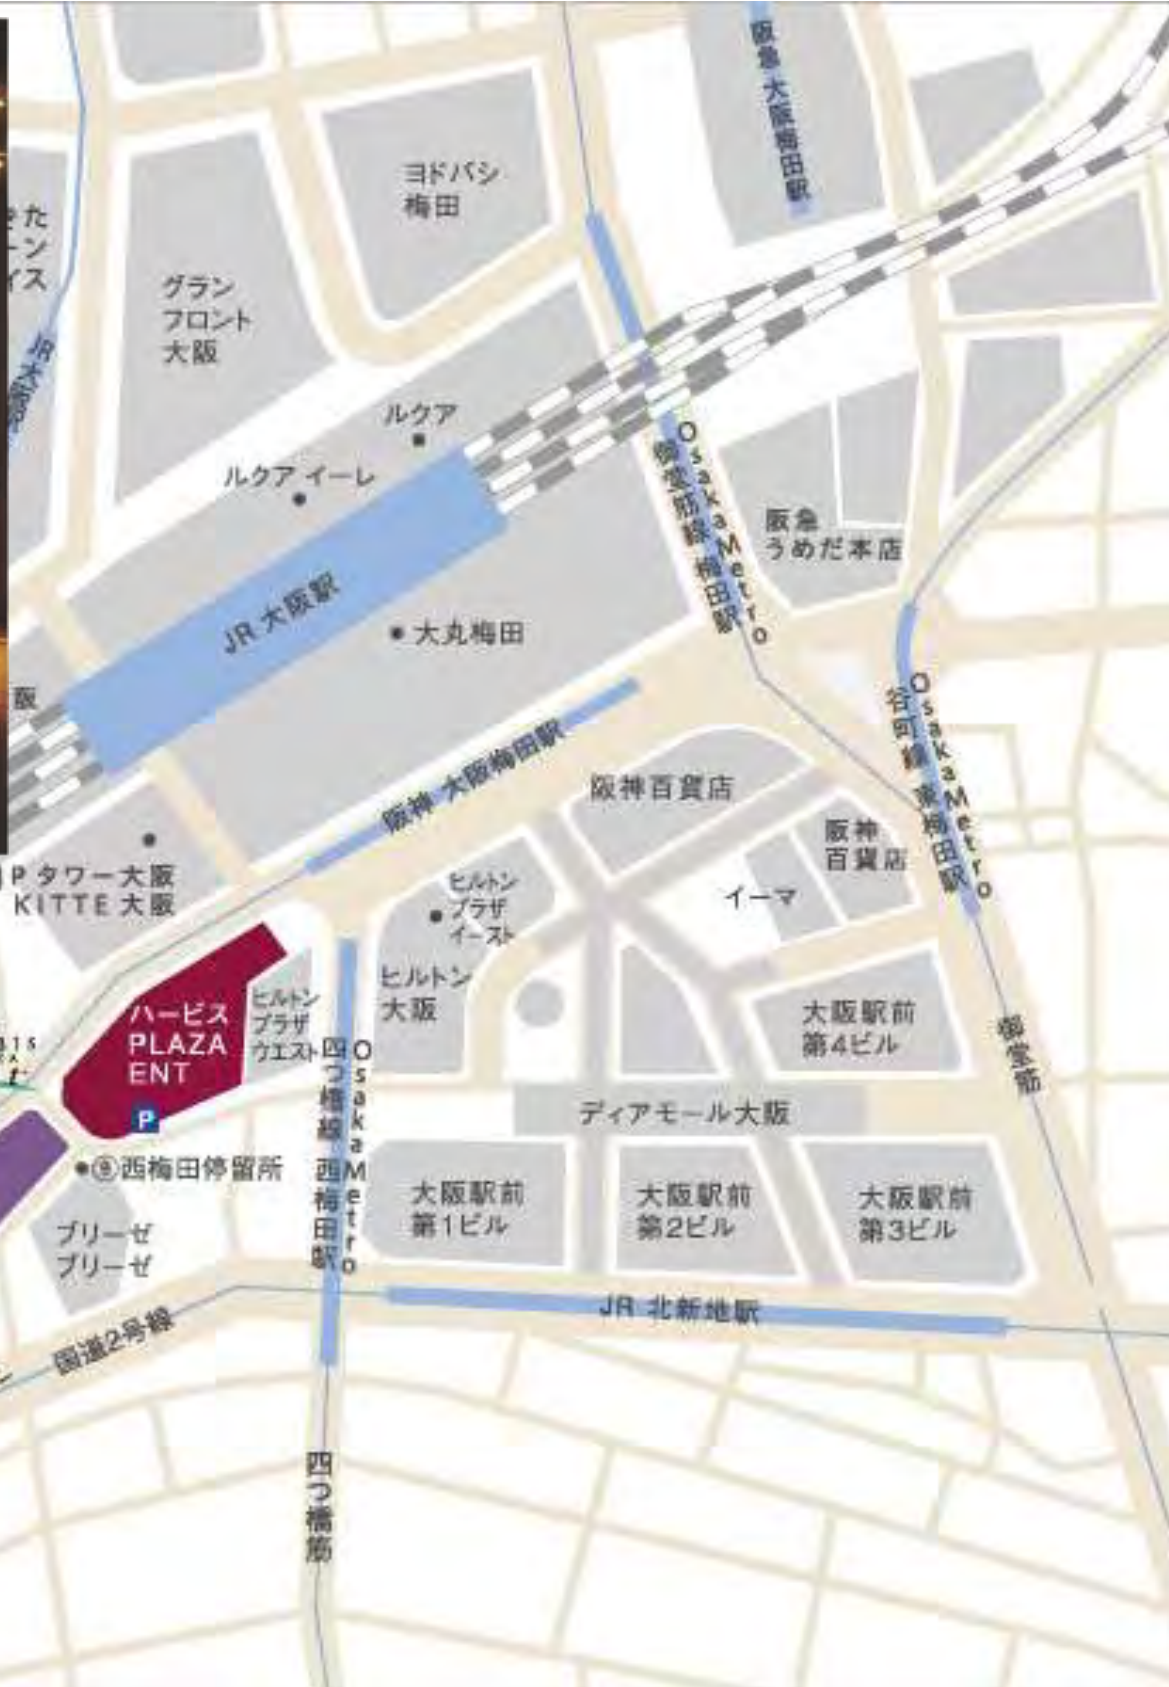 阪急 大阪梅田駅
ヨドバシ
梅田
グラン
フロント
大阪
JR 大阪駅
ルクア
ルクア イーレ
Osaka Metro
御堂筋線 梅田駅
阪急
うめだ本店
JR 大阪駅
大丸梅田
阪
Osaka Metro
谷町線 東梅田駅
阪神 大阪梅田駅
阪神百貨店
阪神
百貨店
イーマ
Pタワー大阪
KITTE 大阪
ヒルトン
プラザ
イースト
ヒルトン
大阪
ヒルトン
プラザ
ウエスト
ハービス
PLAZA
ENT
P
大阪駅前
第4ビル
御堂筋
Osaka Metro
四つ橋線 西梅田駅
ディアモール大阪
西梅田停留所
大阪駅前
第1ビル
大阪駅前
第2ビル
大阪駅前
第3ビル
ブリーゼ
ブリーゼ
JR 北新地駅
国道2号線
四つ橋筋